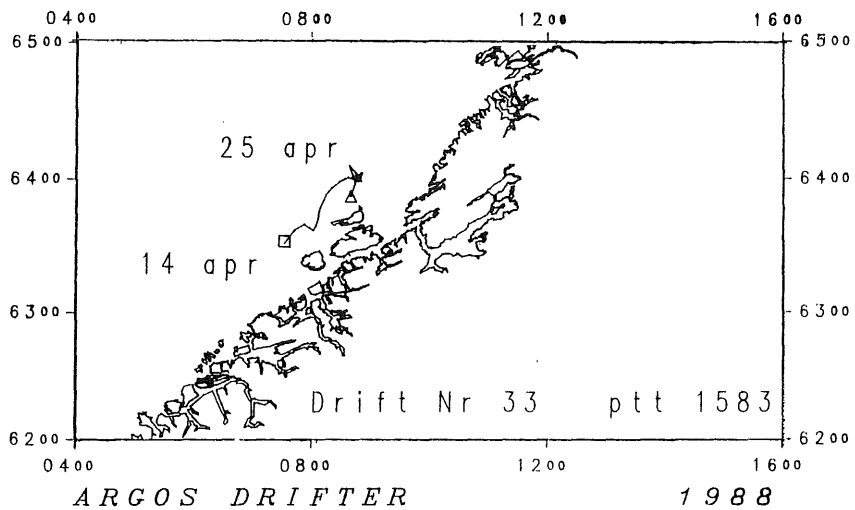 0400 0800 1200 1600
6500 6500
25 apr
6400 6400
14 apr
6300 6300
Drift Nr 33 ptt 1583
6200 6200
0400 0800 1200 1600
ARGOS DRIFTER 1988